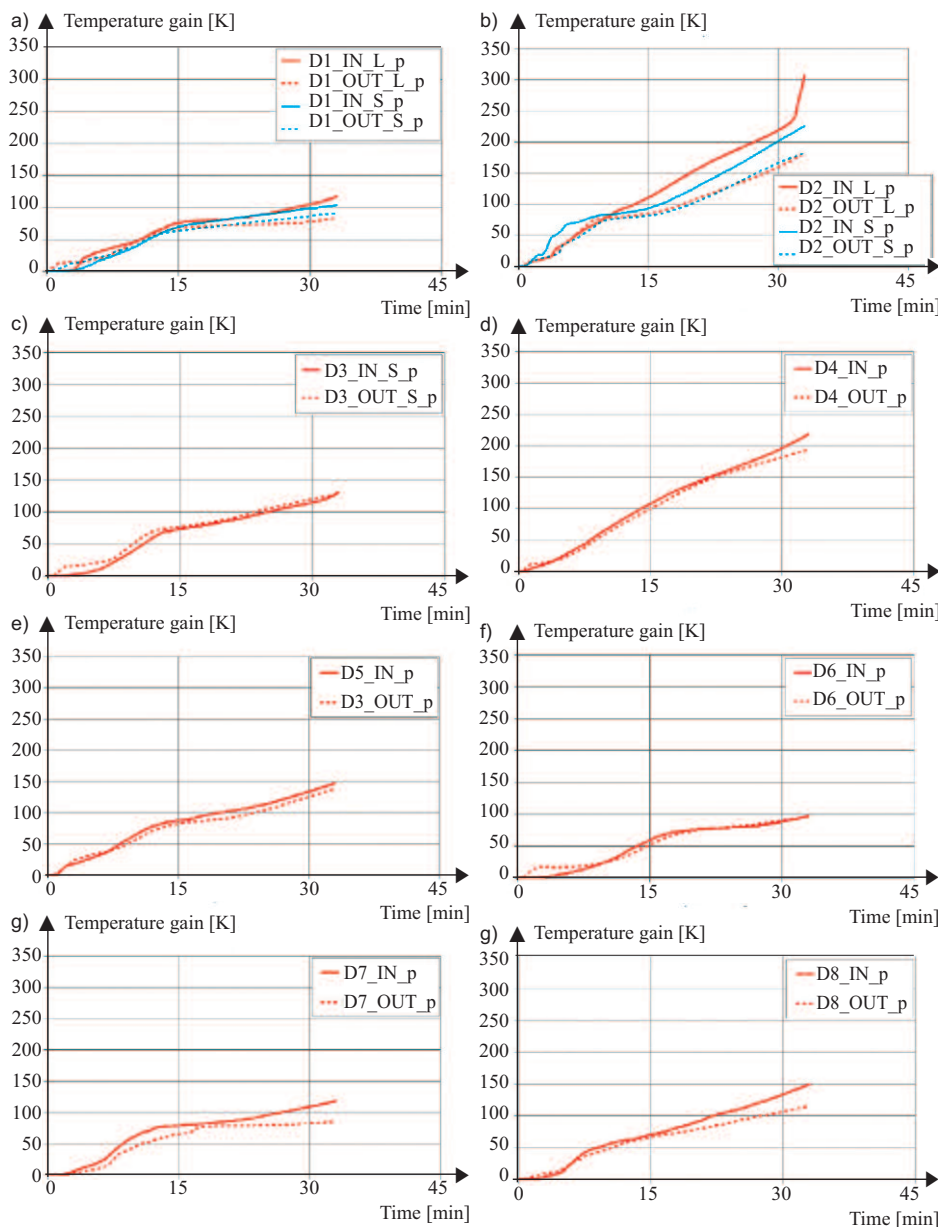 a) Temperature gain [K]
350
300
250
200
150
100
50
0
D1_IN_L_p
D1_OUT_L_p
D1_IN_S_p
D1_OUT_S_p
0 15 30 45
Time [min]
b) Temperature gain [K]
350
300
250
200
150
100
50
0
D2_IN_L_p
D2_OUT_L_p
D2_IN_S_p
D2_OUT_S_p
0 15 30 45
Time [min]
c) Temperature gain [K]
350
300
250
200
150
100
50
0
D3_IN_S_p
D3_OUT_S_p
0 15 30 45
Time [min]
d) Temperature gain [K]
350
300
250
200
150
100
50
0
D4_IN_p
D4_OUT_p
0 15 30 45
Time [min]
e) Temperature gain [K]
350
300
250
200
150
100
50
0
D5_IN_p
D3_OUT_p
0 15 30 45
Time [min]
f) Temperature gain [K]
350
300
250
200
150
100
50
0
D6_IN_p
D6_OUT_p
0 15 30 45
Time [min]
g) Temperature gain [K]
350
300
250
200
150
100
50
0
D7_IN_p
D7_OUT_p
0 15 30 45
Time [min]
g) Temperature gain [K]
350
300
250
200
150
100
50
0
D8_IN_p
D8_OUT_p
0 15 30 45
Time [min]